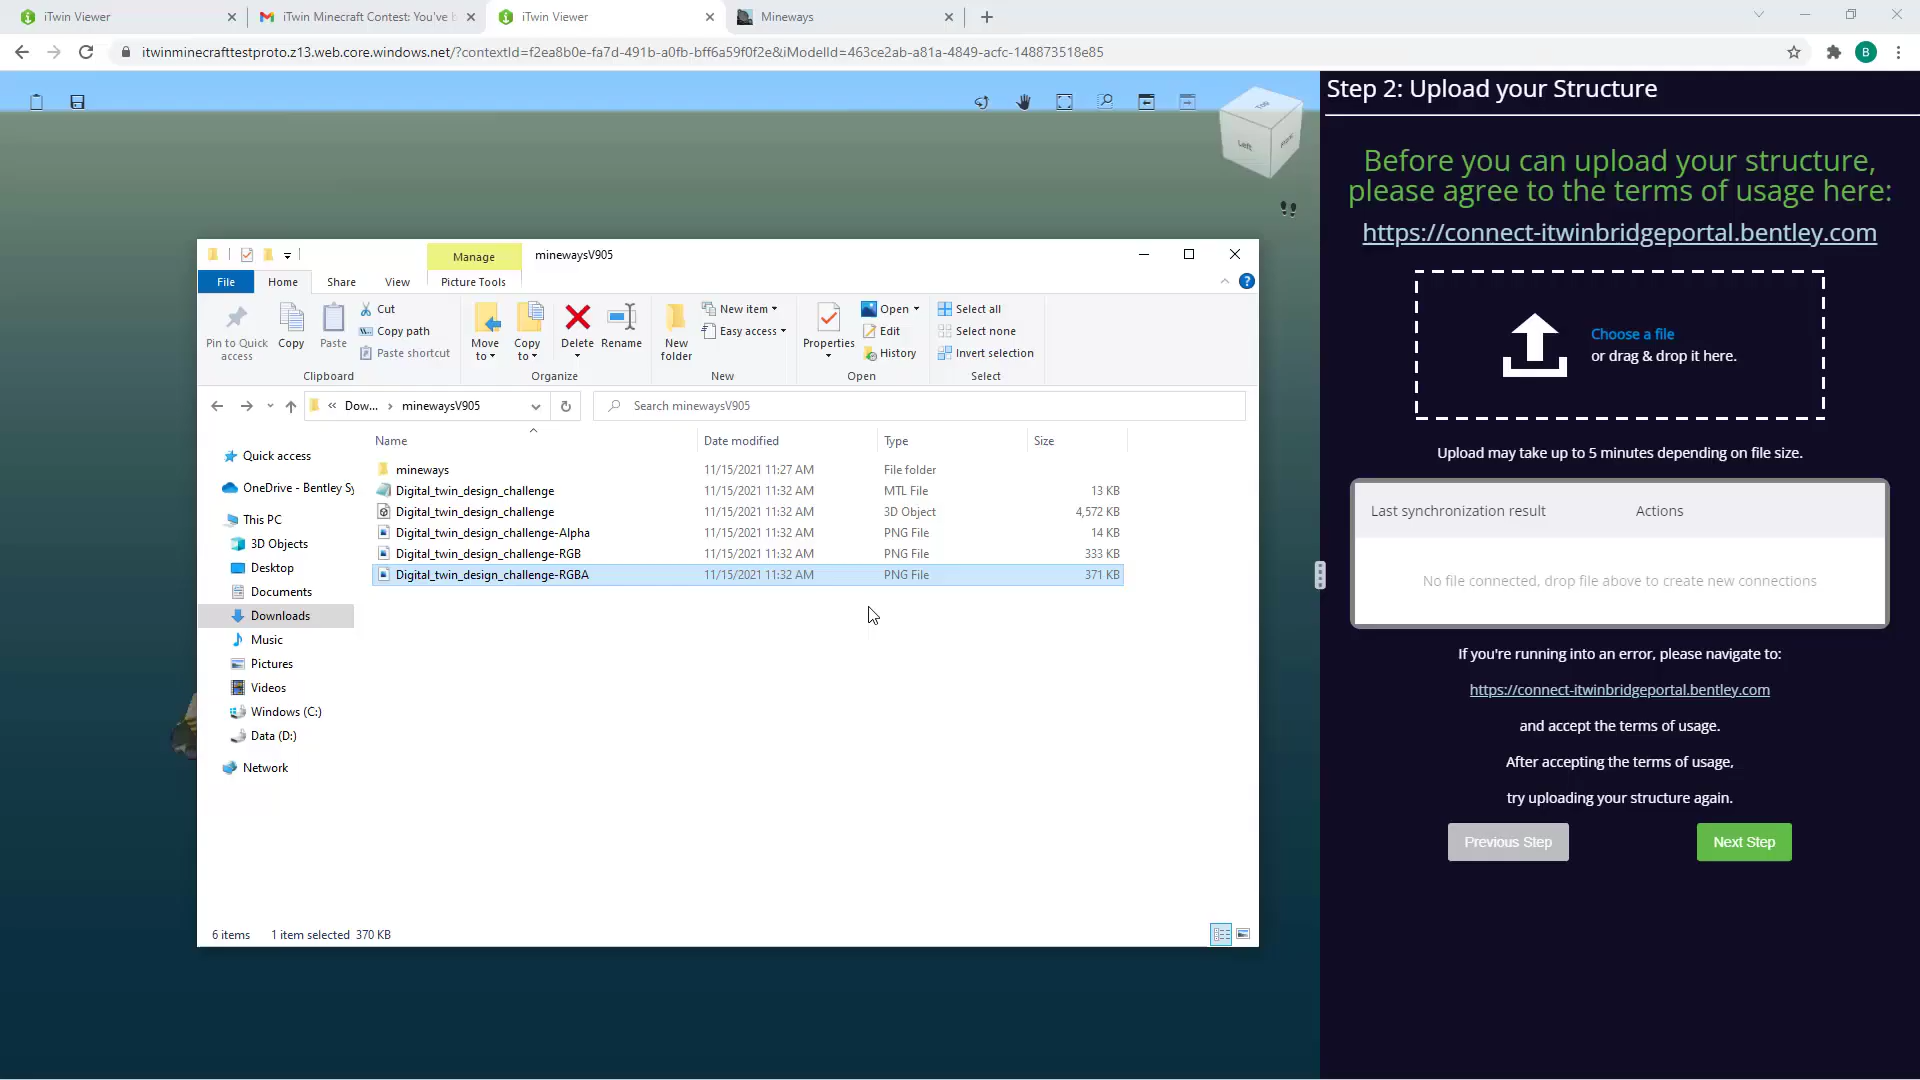 iTwin Viewer
iTwin Minecraft Contest: You've b
iTwin Viewer
Mineways
itwinminecrafttestproto.z13.web.core.windows.net/?contextId=f2ea8b0e-fa7d-491b-a0fb-bff6a59f0f2e&iModelId=463ce2ab-a81a-4849-acfc-148873518e85
B
Top
Left
Step 2: Upload your Structure
Before you can upload your structure,
please agree to the terms of usage here:
https://connect-itwinbridgeportal.bentley.com
Choose a file
or drag & drop it here.
Upload may take up to 5 minutes depending on file size.
Last synchronization result Actions
No file connected, drop file above to create new connections
If you're running into an error, please navigate to:
https://connect-itwinbridgeportal.bentley.com
and accept the terms of usage.
After accepting the terms of usage,
try uploading your structure again.
Previous Step Next Step
Manage minewaysV905
File Home Share View Picture Tools
Pin to Quick access
Copy
Paste
Cut
Copy path
Paste shortcut
Clipboard
Move to
Copy to
Delete
Rename
Organize
New folder
New item
Easy access
New
Properties
Open
Edit
History
Open
Select all
Select none
Invert selection
Select
« Dow... › minewaysV905
Search minewaysV905
Quick access
OneDrive - Bentley Sy
This PC
3D Objects
Desktop
Documents
Downloads
Music
Pictures
Videos
Windows (C:)
Data (D:)
Network
Name Date modified Type Size
mineways 11/15/2021 11:27 AM File folder
Digital_twin_design_challenge 11/15/2021 11:32 AM MTL File 13 KB
Digital_twin_design_challenge 11/15/2021 11:32 AM 3D Object 4,572 KB
Digital_twin_design_challenge-Alpha 11/15/2021 11:32 AM PNG File 14 KB
Digital_twin_design_challenge-RGB 11/15/2021 11:32 AM PNG File 333 KB
Digital_twin_design_challenge-RGBA 11/15/2021 11:32 AM PNG File 371 KB
6 items 1 item selected 370 KB